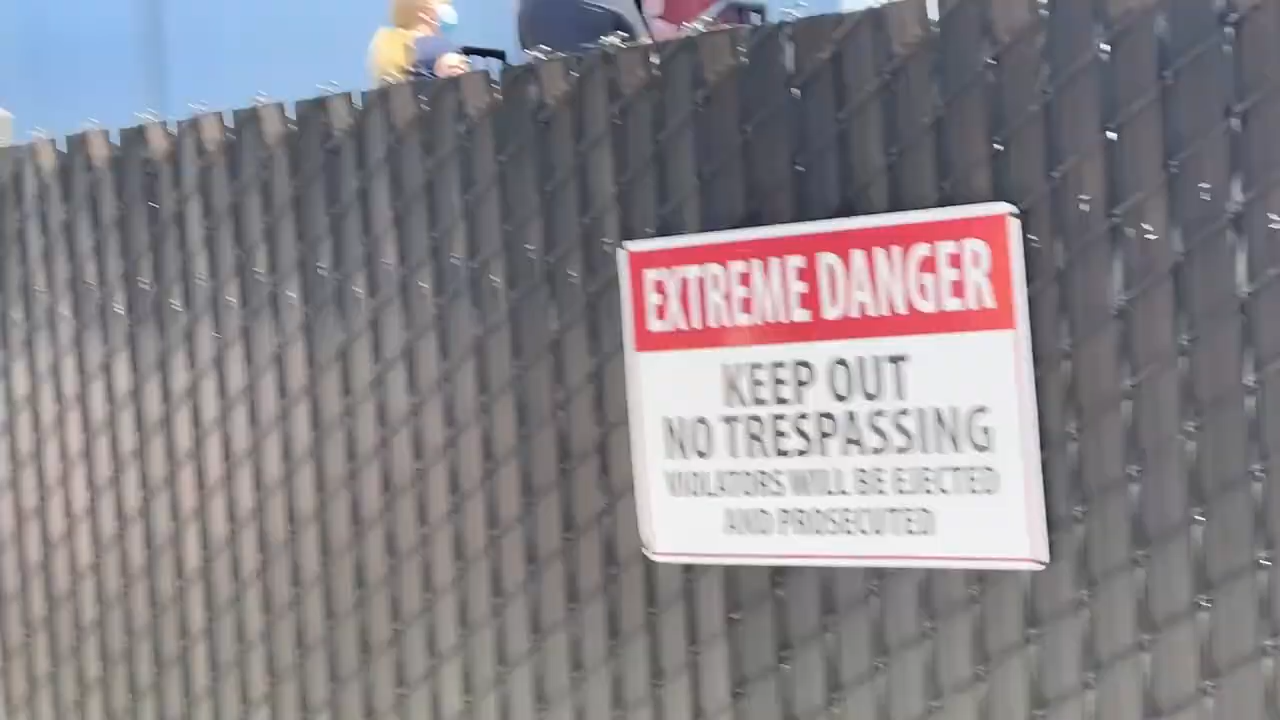 EXTREME DANGER
KEEP OUT
NO TRESPASSING
VIOLATORS WILL BE EJECTED
AND PROSECUTED